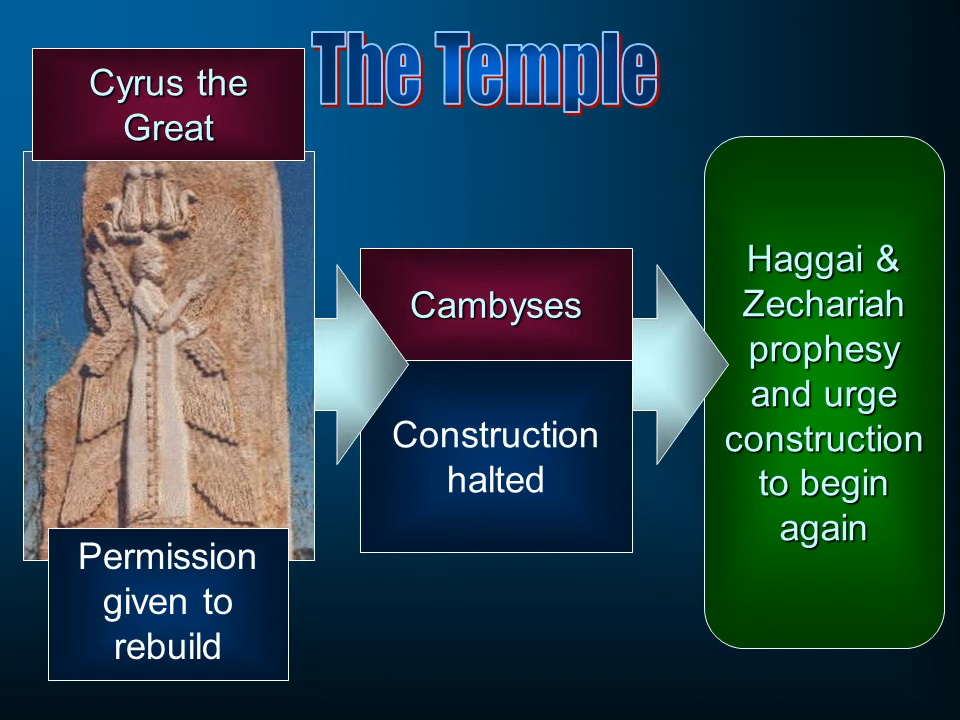 The Temple
Cyrus the
Great
Permission
given to
rebuild
Cambyses
Construction
halted
Haggai &
Zechariah
prophesy
and urge
construction
to begin
again